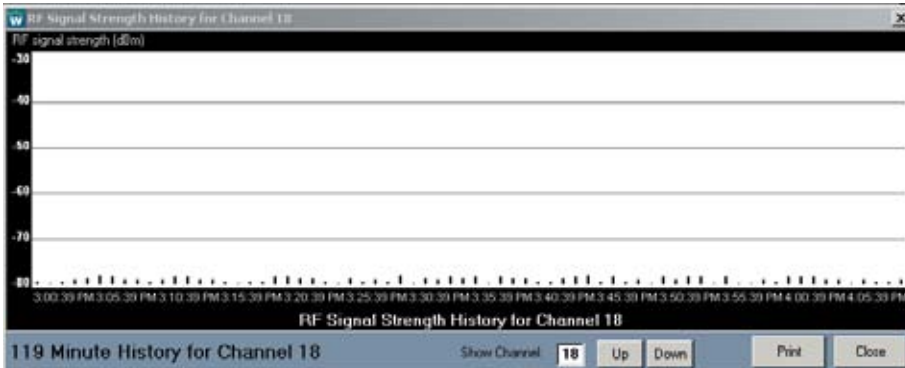 RF Signal Strength History for Channel 18
RF signal strength (dBm)
-30
-40
-50
-60
-70
-80
3:00:39 PM 3:05:39 PM 3:10:39 PM 3:15:39 PM 3:20:39 PM 3:25:39 PM 3:30:39 PM 3:35:39 PM 3:40:39 PM 3:45:39 PM 3:50:39 PM 3:55:39 PM 4:00:39 PM 4:05:39 PM
RF Signal Strength History for Channel 18
119 Minute History for Channel 18
Show Channel 18 Up Down Print Close